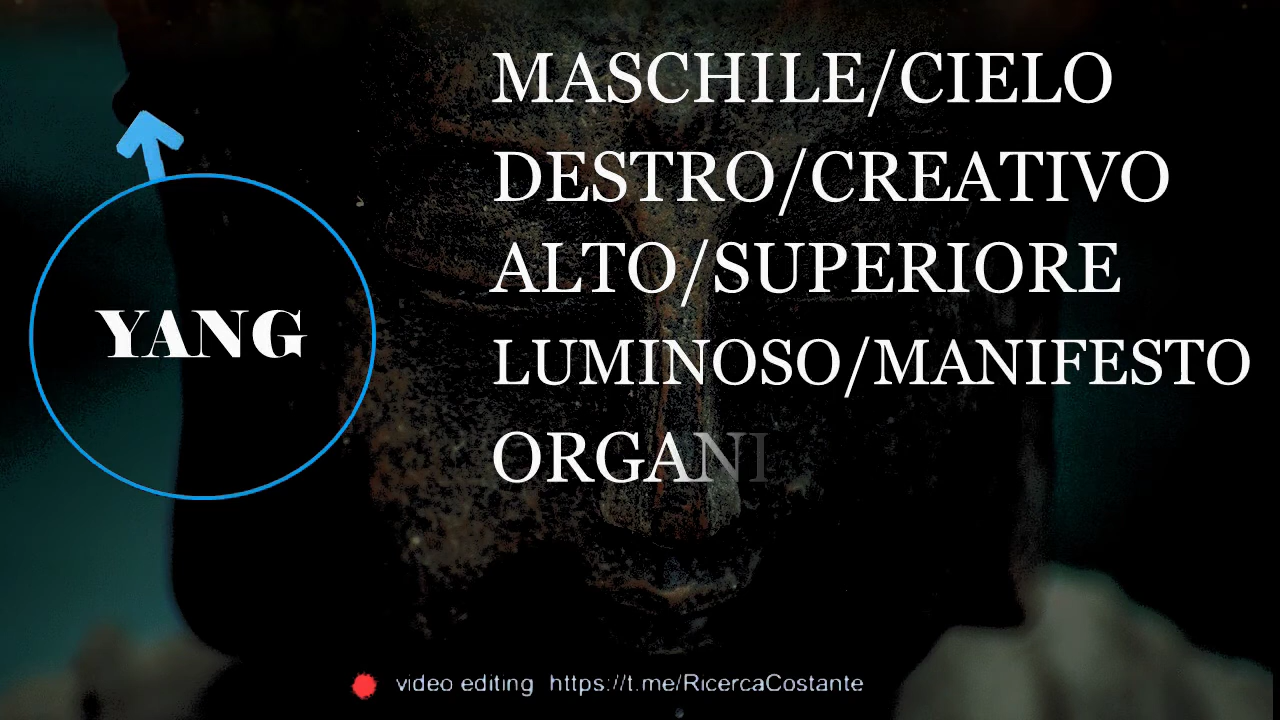 MASCHILE/CIELO
DESTRO/CREATIVO
ALTO/SUPERIORE
YANG
LUMINOSO/MANIFESTO
ORGANI
video editing https://t.me/RicercaCostante